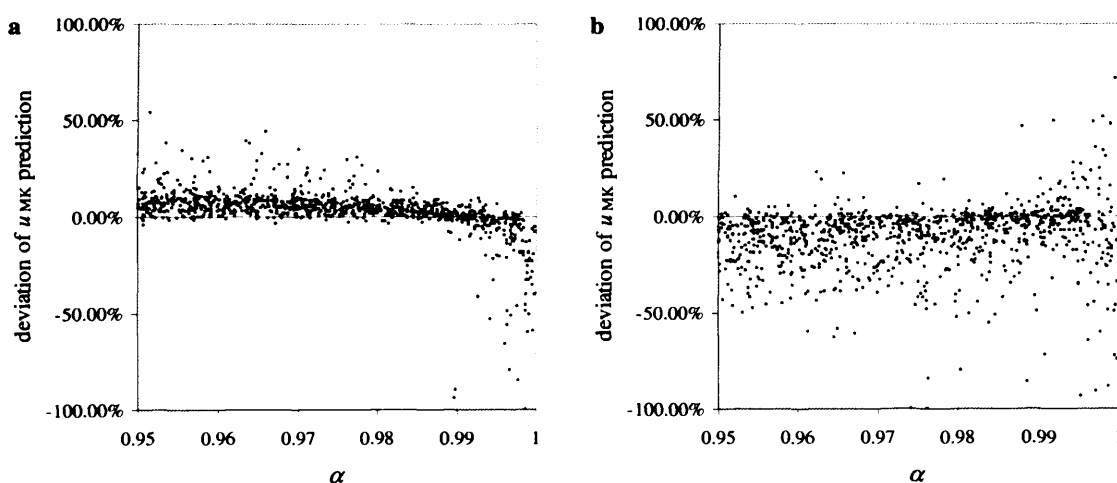 a
100.00%
50.00%
0.00%
-50.00%
-100.00%
deviation of u MK prediction
0.95 0.96 0.97 0.98 0.99 1
α
b
100.00%
50.00%
0.00%
-50.00%
-100.00%
deviation of u MK prediction
0.95 0.96 0.97 0.98 0.99
α